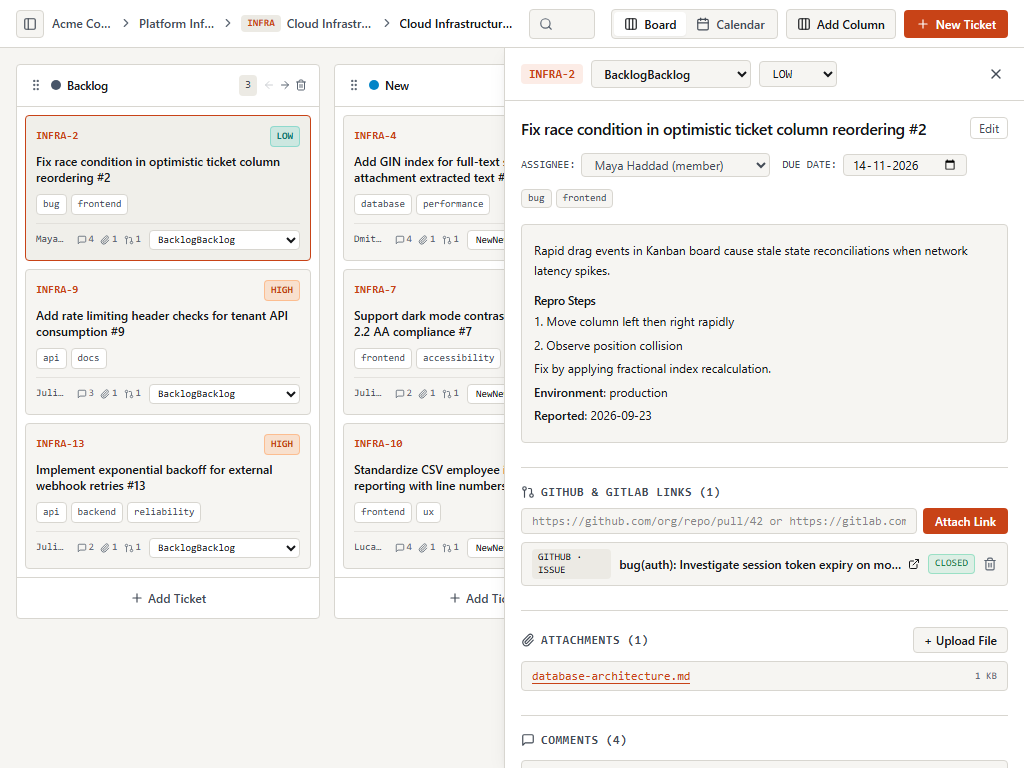 Acme Co... > Platform Inf... > INFRA Cloud Infrastr... > Cloud Infrastructur...
Board
Calendar
Add Column
+ New Ticket
Backlog
3
INFRA-2
LOW
Fix race condition in optimistic ticket column
reordering #2
bug
frontend
Maya... 4 1 1 BacklogBacklog
INFRA-9
HIGH
Add rate limiting header checks for tenant API
consumption #9
api
docs
Juli... 3 1 1 BacklogBacklog
INFRA-13
HIGH
Implement exponential backoff for external
webhook retries #13
api
backend
reliability
Juli... 2 1 1 BacklogBacklog
+ Add Ticket
New
INFRA-4
Add GIN index for full-text
attachment extracted text #
database
performance
Dmit... 4 1 1 NewNe
INFRA-7
Support dark mode contras
2.2 AA compliance #7
frontend
accessibility
Juli... 2 1 1 NewNe
INFRA-10
Standardize CSV employee
reporting with line numbers
frontend
ux
Luca... 4 1 1 NewNe
+ Add Tic
INFRA-2
BacklogBacklog
LOW
Fix race condition in optimistic ticket column reordering #2
Edit
ASSIGNEE: Maya Haddad (member)
DUE DATE: 14-11-2026
bug
frontend
Rapid drag events in Kanban board cause stale state reconciliations when network
latency spikes.
Repro Steps
1. Move column left then right rapidly
2. Observe position collision
Fix by applying fractional index recalculation.
Environment: production
Reported: 2026-09-23
GITHUB & GITLAB LINKS (1)
https://github.com/org/repo/pull/42 or https://gitlab.com
Attach Link
GITHUB ·
ISSUE
bug(auth): Investigate session token expiry on mo...
CLOSED
ATTACHMENTS (1)
+ Upload File
database-architecture.md
1 KB
COMMENTS (4)